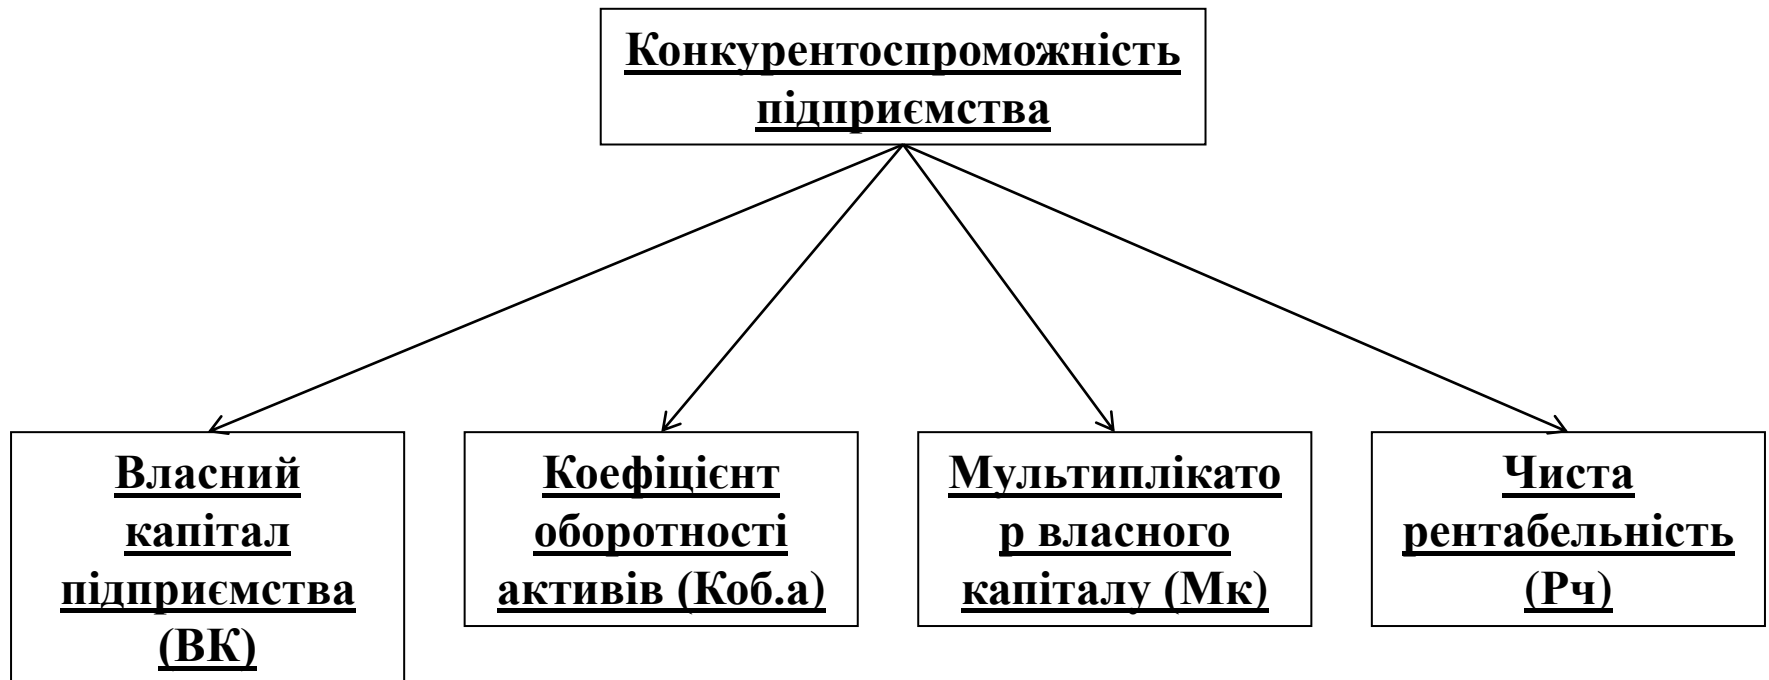 Конкурентоспроможність
підприємства
Власний
капітал
підприємства
(ВК)
Коефіцієнт
оборотності
активів (Коб.а)
Мультиплікато
р власного
капіталу (Мк)
Чиста
рентабельність
(Рч)